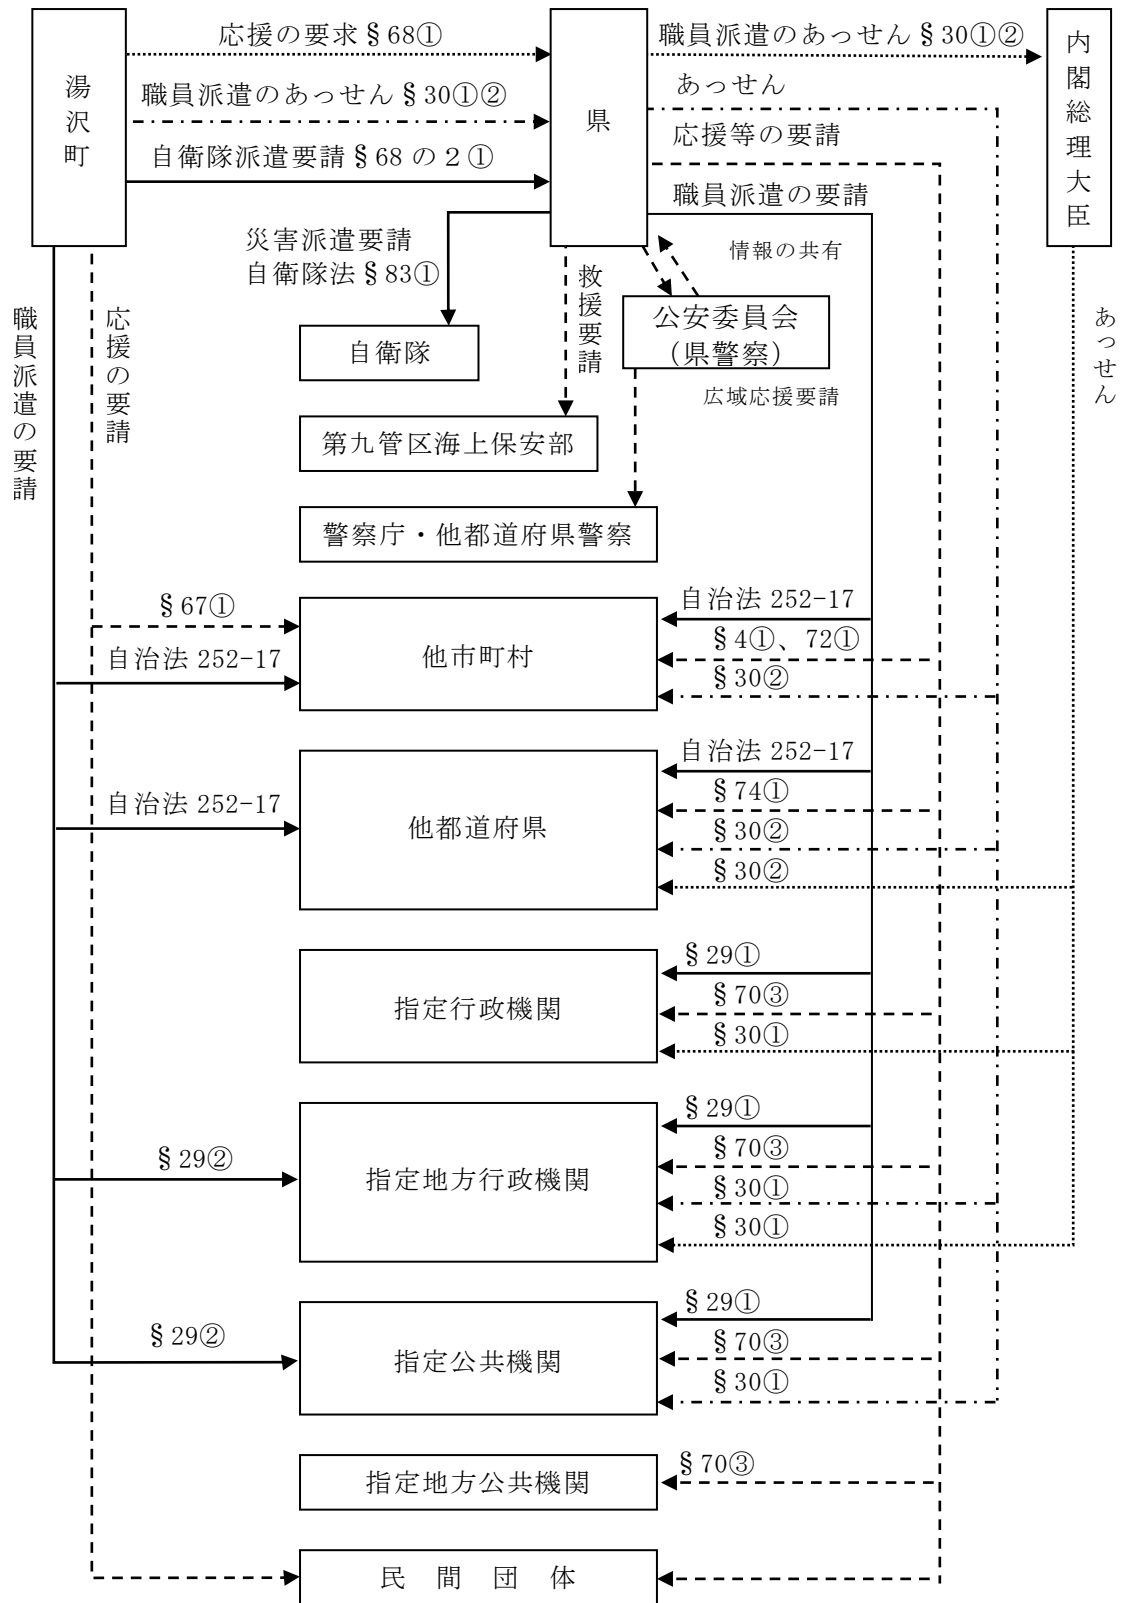 湯沢町
応援の要求§68①
職員派遣のあっせん§30①②
自衛隊派遣要請§68の2①
県
職員派遣のあっせん§30①②
あっせん
応援等の要請
職員派遣の要請
内閣総理大臣
災害派遣要請
自衛隊法§83①
救援要請
情報の共有
公安委員会
（県警察）
広域応援要請
職員派遣の要請
応援の要請
あっせん
自衛隊
第九管区海上保安部
警察庁・他都道府県警察
§67①
自治法252-17
他市町村
自治法252-17
§4①、72①
§30②
自治法252-17
他都道府県
自治法252-17
§74①
§30②
§30②
指定行政機関
§29①
§70③
§30①
§29②
指定地方行政機関
§29①
§70③
§30①
§30①
§29②
指定公共機関
§29①
§70③
§30①
指定地方公共機関
§70③
民　間　団　体